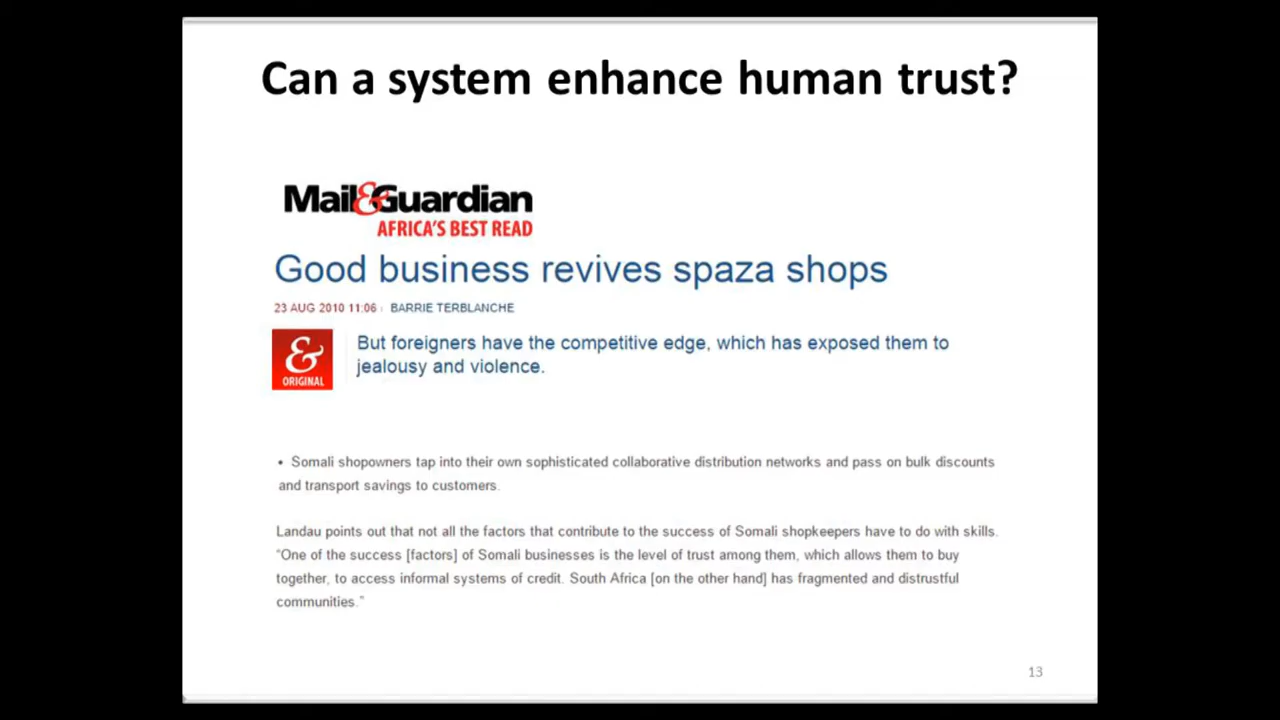 Can a system enhance human trust?
Mail&Guardian
AFRICA'S BEST READ
Good business revives spaza shops
23 AUG 2010 11:06 BARRIE TERBLANCHE
& ORIGINAL
But foreigners have the competitive edge, which has exposed them to
jealousy and violence.
• Somali shopowners tap into their own sophisticated collaborative distribution networks and pass on bulk discounts
and transport savings to customers.
Landau points out that not all the factors that contribute to the success of Somali shopkeepers have to do with skills.
"One of the success [factors] of Somali businesses is the level of trust among them, which allows them to buy
together, to access informal systems of credit. South Africa [on the other hand] has fragmented and distrustful
communities."
13